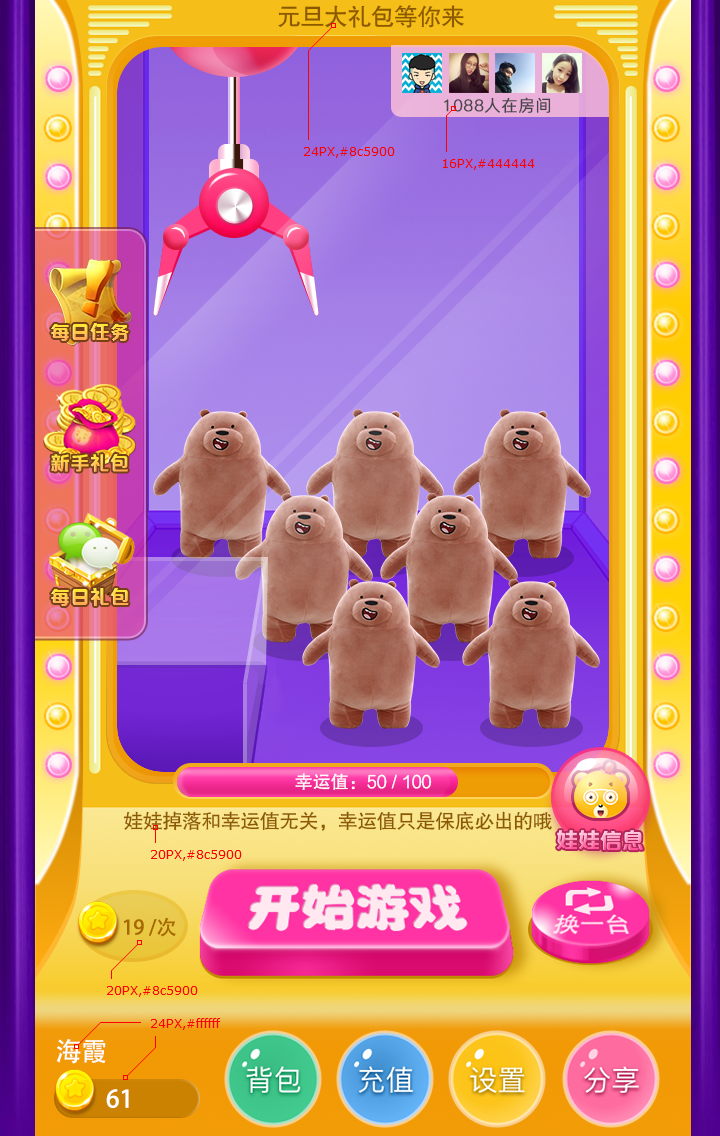 元旦大礼包等你来
1088人在房间
24PX,#8c5900
16PX,#444444
每日任务
新手礼包
每日礼包
幸运值：50 / 100
娃娃掉落和幸运值无关，幸运值只是保底必出的哦
娃娃信息
20PX,#8c5900
开始游戏
19 /次
换一台
20PX,#8c5900
24PX,#ffffff
海霞
61
背包
充值
设置
分享